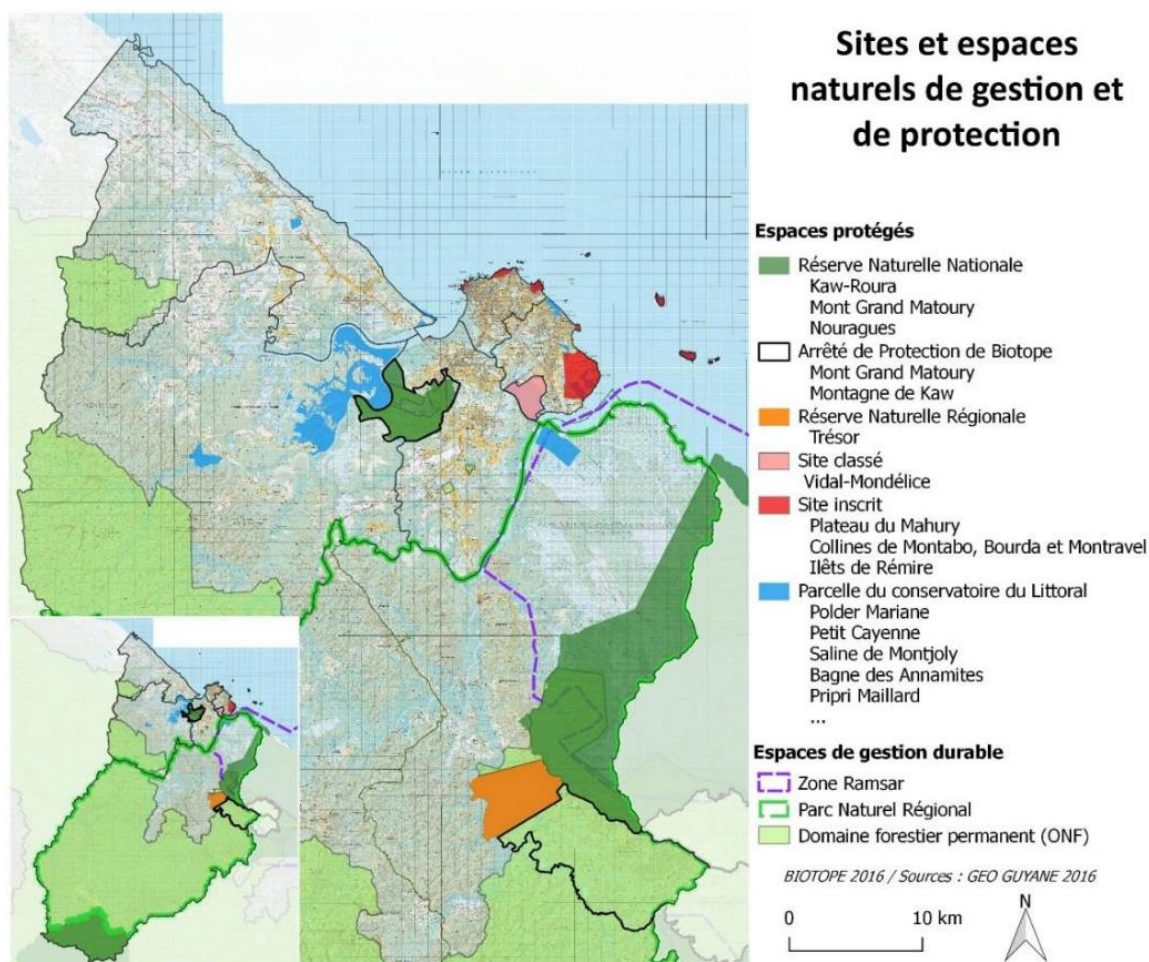 Sites et espaces
naturels de gestion et
de protection
Espaces protégés
Réserve Naturelle Nationale
Kaw-Roura
Mont Grand Matoury
Nouragues
Arrêté de Protection de Biotope
Mont Grand Matoury
Montagne de Kaw
Réserve Naturelle Régionale
Trésor
Site classé
Vidal-Mondélice
Site inscrit
Plateau du Mahury
Collines de Montabo, Bourda et Montravel
Ilêts de Rémire
Parcelle du conservatoire du Littoral
Polder Mariane
Petit Cayenne
Saline de Montjoly
Bagne des Annamites
Pripri Maillard
...
Espaces de gestion durable
Zone Ramsar
Parc Naturel Régional
Domaine forestier permanent (ONF)
BIOTOPE 2016 / Sources : GEO GUYANE 2016
0 10 km
N